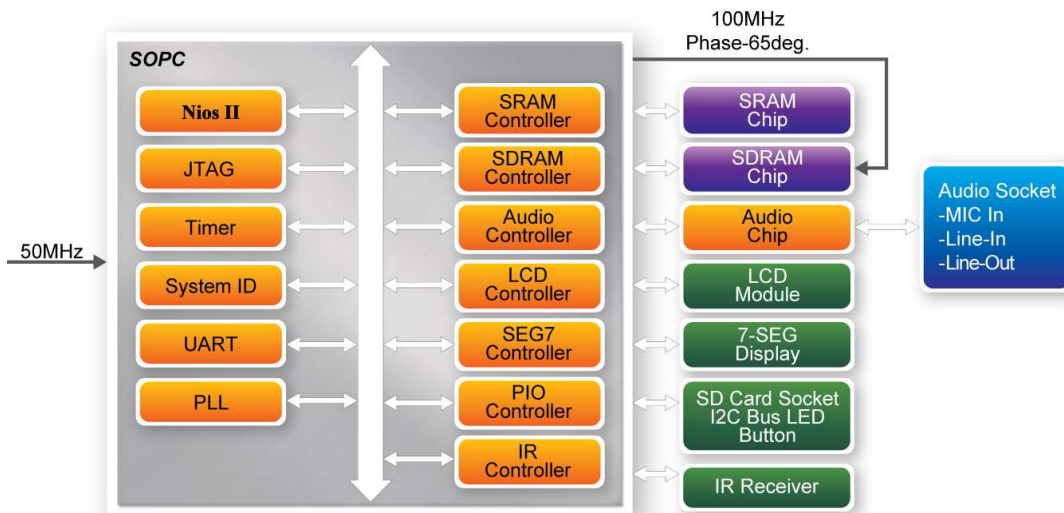 100MHz
Phase-65deg.
SOPC
50MHz
Nios II
JTAG
Timer
System ID
UART
PLL
SRAM
Controller
SDRAM
Controller
Audio
Controller
LCD
Controller
SEG7
Controller
PIO
Controller
IR
Controller
SRAM
Chip
SDRAM
Chip
Audio
Chip
LCD
Module
7-SEG
Display
SD Card Socket
I2C Bus LED
Button
IR Receiver
Audio Socket
-MIC In
-Line-In
-Line-Out